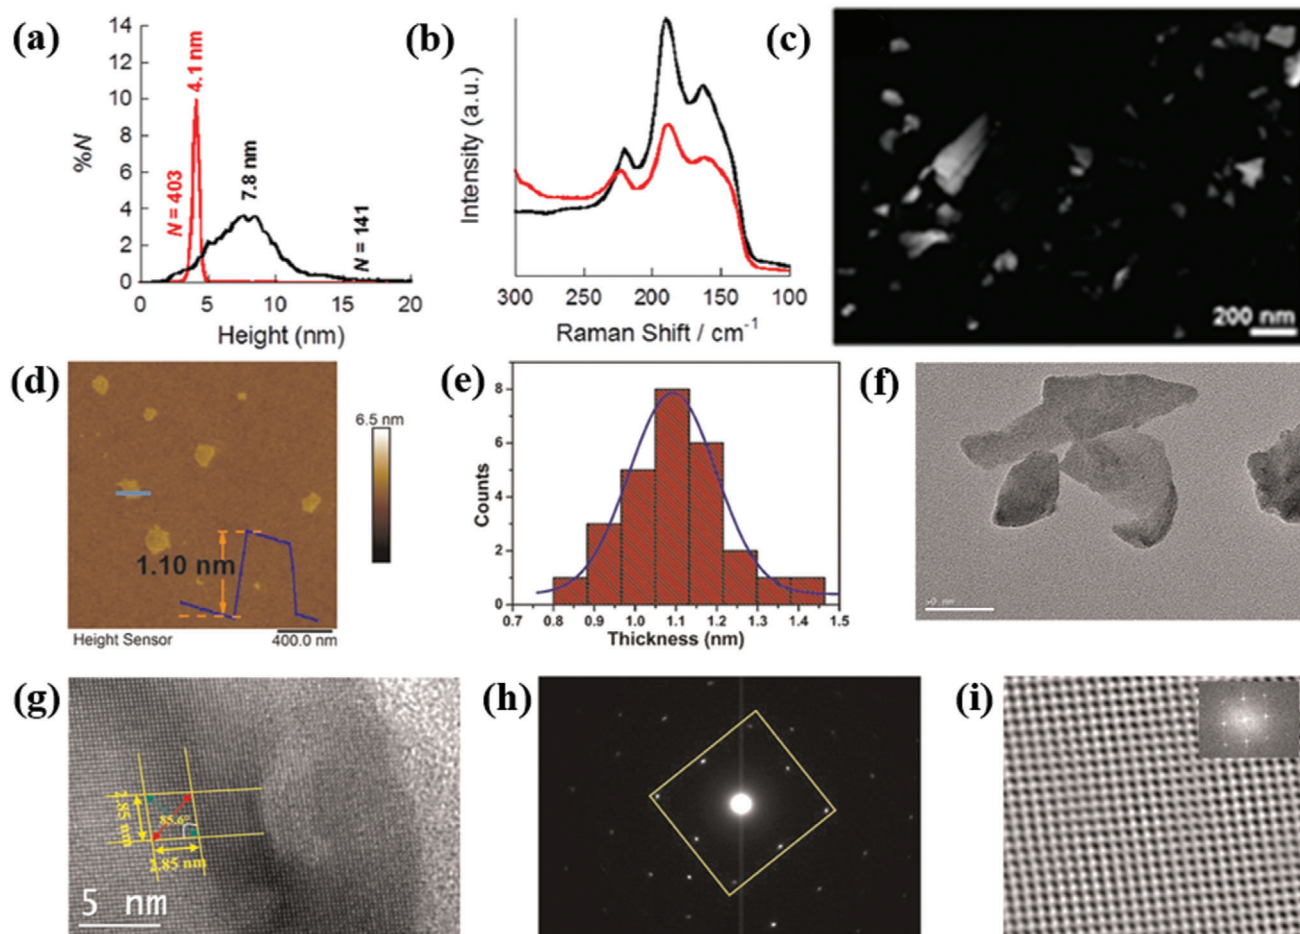 (a)
14
12
10
8
6
4
2
0
%N
4.1 nm
N = 403
7.8 nm
N = 141
0 5 10 15 20
Height (nm)
(b)
Intensity (a.u.)
300 250 200 150 100
Raman Shift / cm-1
(c)
200 nm
(d)
6.5 nm
1.10 nm
Height Sensor
400.0 nm
(e)
8
6
4
2
0
Counts
0.7 0.8 0.9 1.0 1.1 1.2 1.3 1.4 1.5
Thickness (nm)
(f)
(g)
2.85 nm
85.6°
2.85 nm
5 nm
(h)
(i)